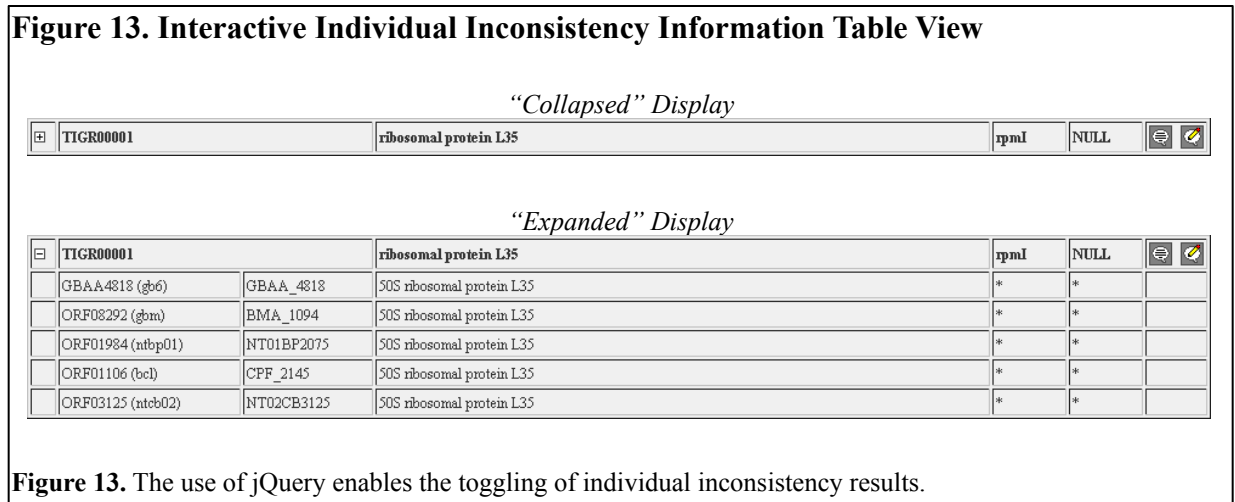 Figure 13. Interactive Individual Inconsistency Information Table View
“Collapsed” Display
TIGR00001 ribosomal protein L35 rpmI NULL
“Expanded” Display
TIGR00001 ribosomal protein L35 rpmI NULL
GBAA4818 (gb6) GBAA_4818 50S ribosomal protein L35 * *
ORF08292 (gbm) BMA_1094 50S ribosomal protein L35 * *
ORF01984 (ntbp01) NT01BP2075 50S ribosomal protein L35 * *
ORF01106 (bcl) CPF_2145 50S ribosomal protein L35 * *
ORF03125 (ntcb02) NT02CB3125 50S ribosomal protein L35 * *
Figure 13. The use of jQuery enables the toggling of individual inconsistency results.